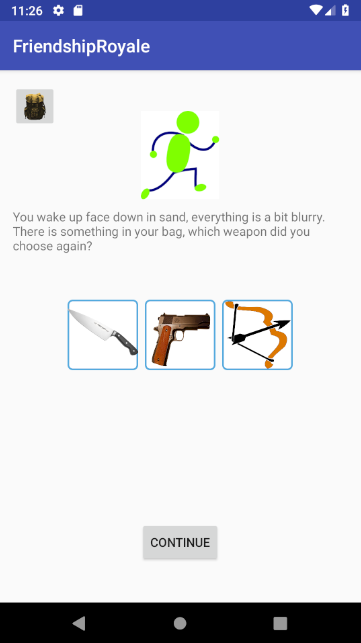 11:26
FriendshipRoyale
You wake up face down in sand, everything is a bit blurry.
There is something in your bag, which weapon did you
choose again?
CONTINUE